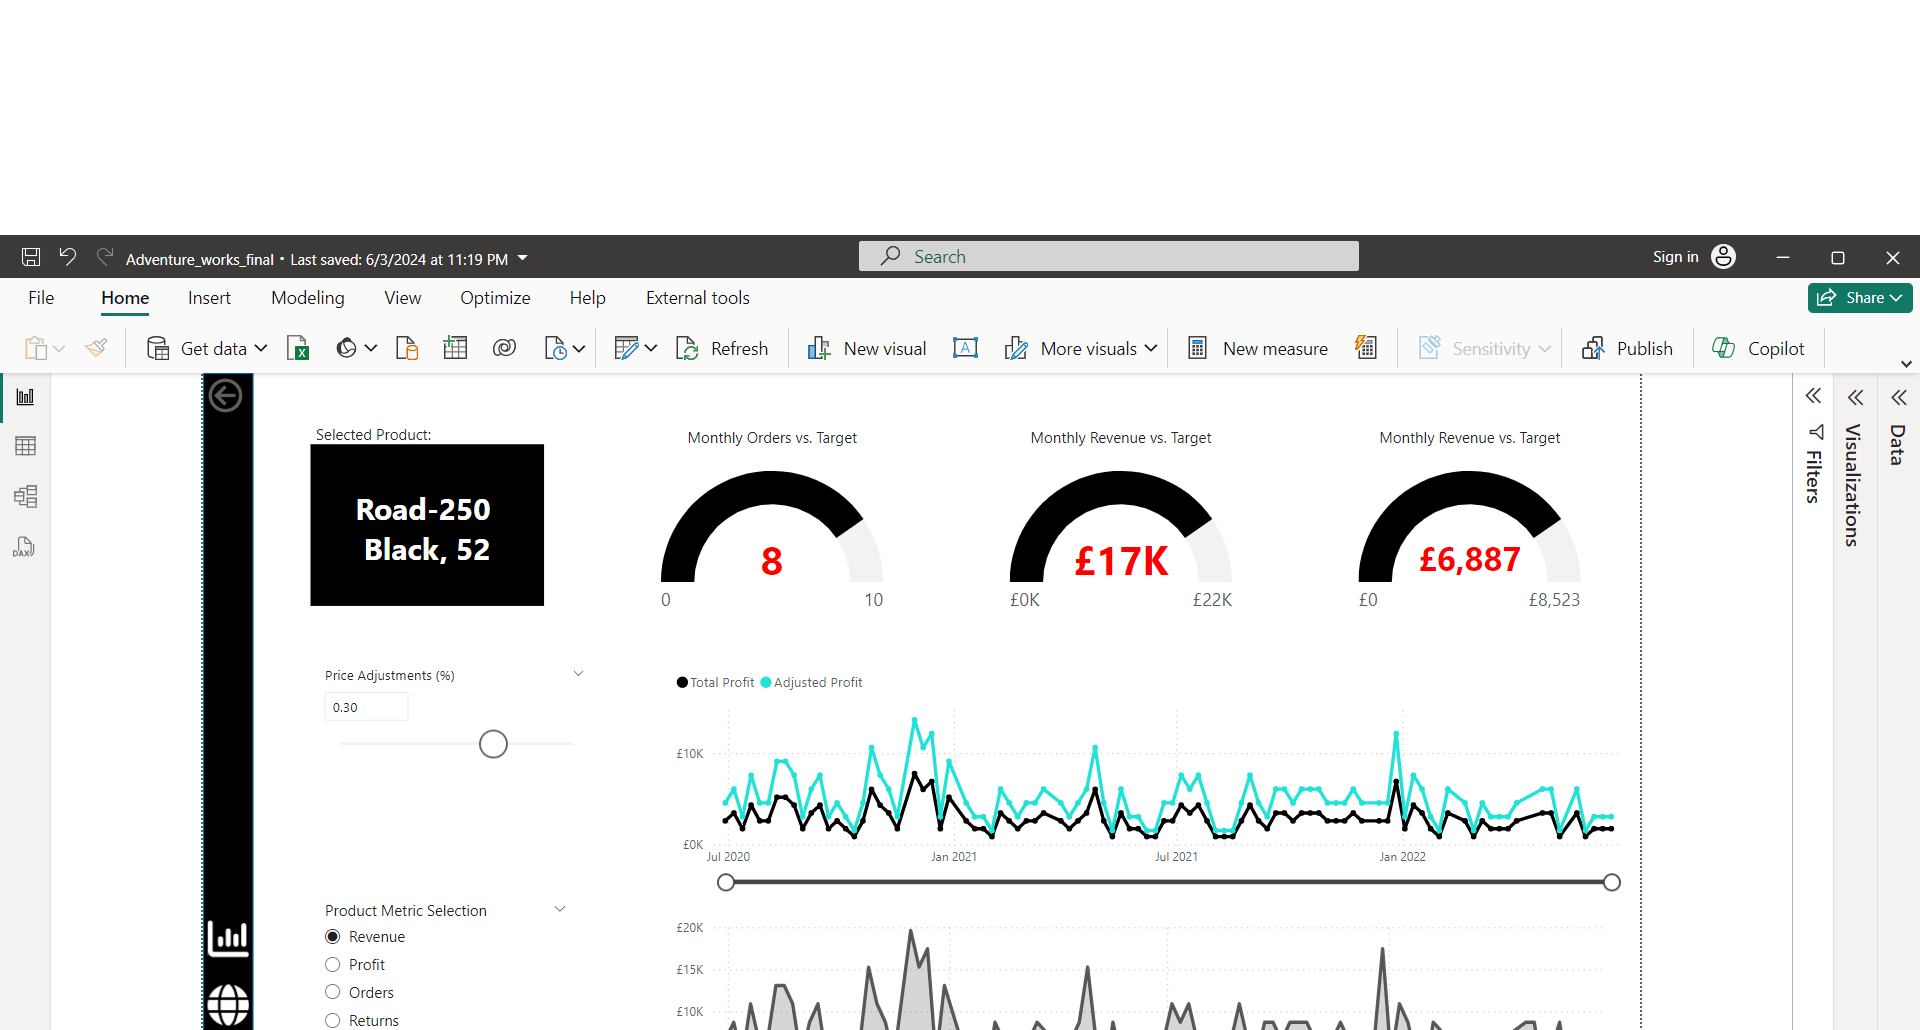 Adventure_works_final • Last saved: 6/3/2024 at 11:19 PM
Search
Sign in
File Home Insert Modeling View Optimize Help External tools
Share
Get data
Refresh
New visual
More visuals
New measure
Sensitivity
Publish
Copilot
DAX
Filters
Visualizations
Data
Selected Product:
Road-250
Black, 52
Monthly Orders vs. Target
8
0 10
Monthly Revenue vs. Target
£17K
£0K £22K
Monthly Revenue vs. Target
£6,887
£0 £8,523
Price Adjustments (%)
0.30
Total Profit Adjusted Profit
£10K
£0K
Jul 2020 Jan 2021 Jul 2021 Jan 2022
Product Metric Selection
Revenue
Profit
Orders
Returns
£20K
£15K
£10K